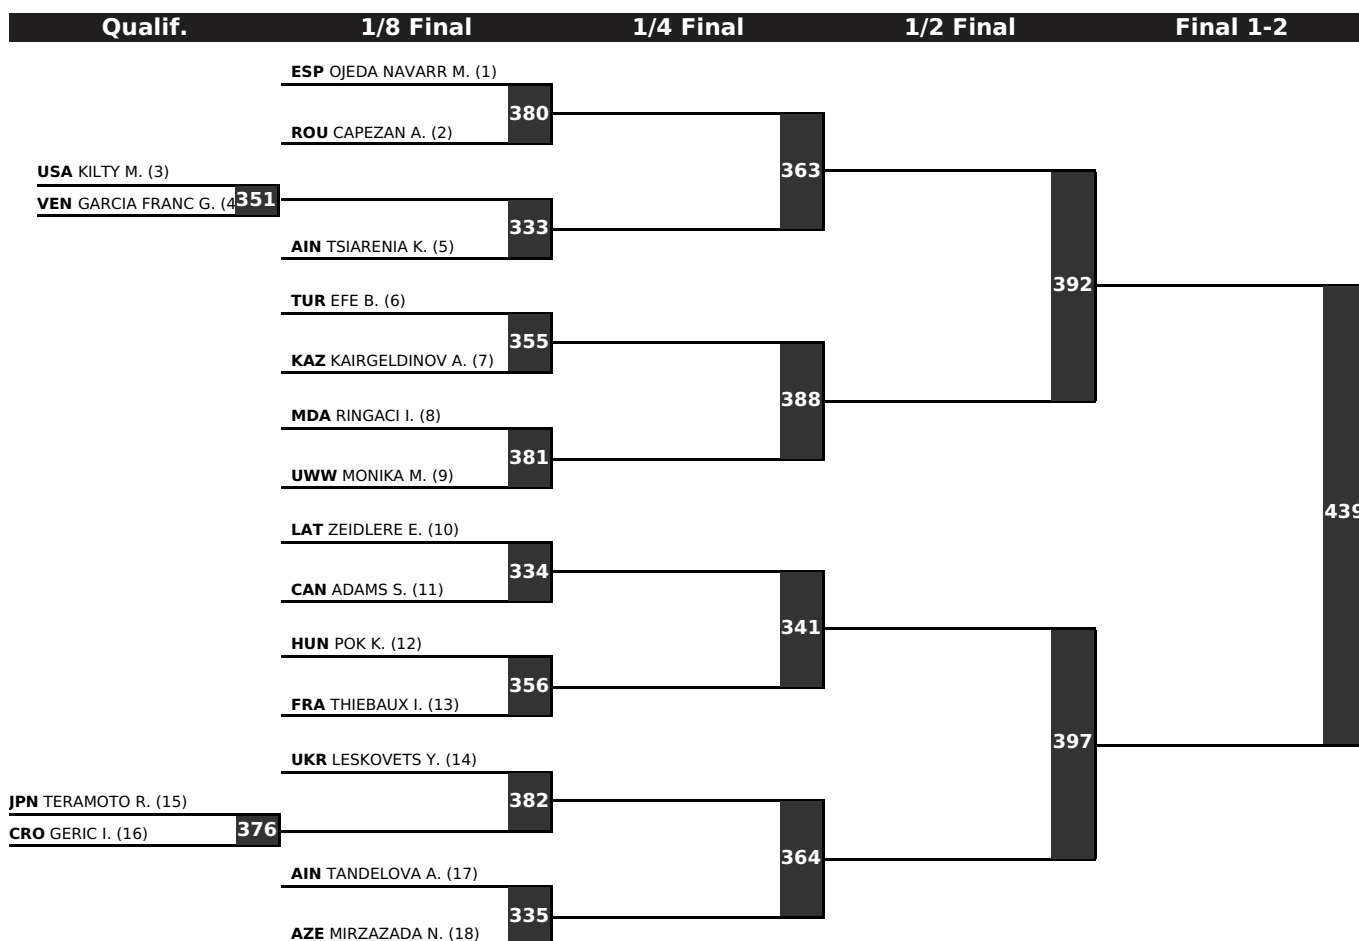 Qualif. 1/8 Final 1/4 Final 1/2 Final Final 1-2
ESP OJEDA NAVARR M. (1)
380
ROU CAPEZAN A. (2)
363
USA KILTY M. (3)
VEN GARCIA FRANC G. (4 351
333
AIN TSIARENIA K. (5)
392
TUR EFE B. (6)
355
KAZ KAIRGELDINOV A. (7)
388
MDA RINGACI I. (8)
381
UWW MONIKA M. (9)
439
LAT ZEIDLERE E. (10)
334
CAN ADAMS S. (11)
341
HUN POK K. (12)
356
FRA THIEBAUX I. (13)
397
UKR LESKOVETS Y. (14)
382
JPN TERAMOTO R. (15)
CRO GERIC I. (16) 376
364
AIN TANDELOVA A. (17)
335
AZE MIRZAZADA N. (18)